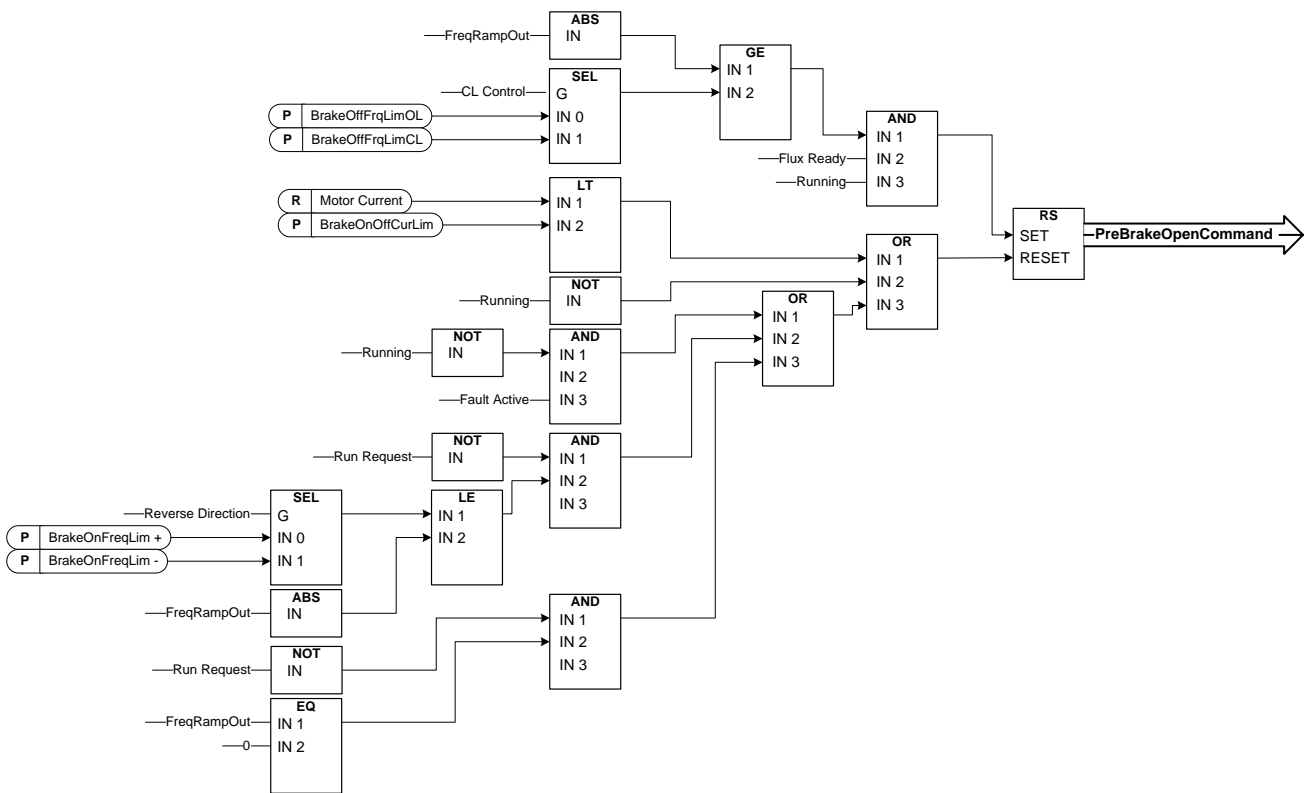 ABS
FreqRampOut IN
GE
IN 1
IN 2
SEL
CL Control G
P BrakeOffFrqLimOL IN 0
P BrakeOffFrqLimCL IN 1
AND
IN 1
Flux Ready IN 2
Running IN 3
LT
R Motor Current IN 1
P BrakeOnOffCurLim IN 2
RS
SET PreBrakeOpenCommand
RESET
OR
IN 1
IN 2
IN 3
NOT
Running IN
OR
IN 1
IN 2
IN 3
NOT
Running IN
AND
IN 1
IN 2
Fault Active IN 3
NOT
Run Request IN
AND
IN 1
IN 2
IN 3
SEL
Reverse Direction G
P BrakeOnFreqLim + IN 0
P BrakeOnFreqLim - IN 1
LE
IN 1
IN 2
ABS
FreqRampOut IN
AND
IN 1
IN 2
IN 3
NOT
Run Request IN
EQ
FreqRampOut IN 1
0 IN 2